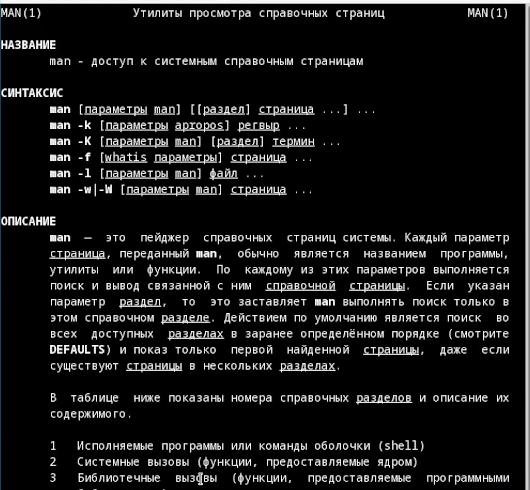 MAN(1) Утилиты просмотра справочных страниц MAN(1)
НАЗВАНИЕ
man - доступ к системным справочным страницам
СИНТАКСИС
man [параметры man] [[раздел] страница ...] ...
man -k [параметры apropos] регвыр ...
man -K [параметры man] [раздел] термин ...
man -f [whatis параметры] страница ...
man -l [параметры man] файл ...
man -w|-W [параметры man] страница ...
ОПИСАНИЕ
man — это пейджер справочных страниц системы. Каждый параметр
страница, переданный man, обычно является названием программы,
утилиты или функции. По каждому из этих параметров выполняется
поиск и вывод связанной с ним справочной страницы. Если указан
параметр раздел, то это заставляет man выполнять поиск только в
этом справочном разделе. Действием по умолчанию является поиск во
всех доступных разделах в заранее определённом порядке (смотрите
DEFAULTS) и показ только первой найденной страницы, даже если
существуют страницы в нескольких разделах.
В таблице ниже показаны номера справочных разделов и описание их
содержимого.
1 Исполняемые программы или команды оболочки (shell)
2 Системные вызовы (функции, предоставляемые ядром)
3 Библиотечные вызовы (функции, предоставляемые программными